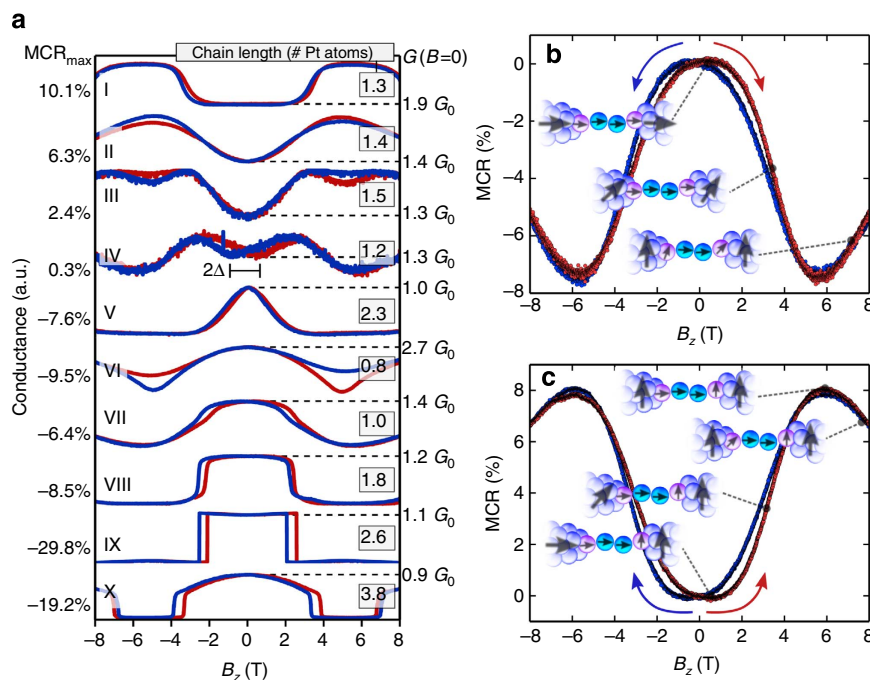 a
MCRmax
Chain length (# Pt atoms)
G (B=0)
10.1%
I
1.3
1.9 G0
6.3%
II
1.4
1.4 G0
2.4%
III
1.5
1.3 G0
0.3%
IV
1.2
1.3 G0
2Δ
–7.6%
V
2.3
1.0 G0
–9.5%
VI
0.8
2.7 G0
–6.4%
VII
1.0
1.4 G0
–8.5%
VIII
1.8
1.2 G0
–29.8%
IX
2.6
1.1 G0
–19.2%
X
3.8
0.9 G0
Conductance (a.u.)
–8 –6 –4 –2 0 2 4 6 8
Bz (T)
b
MCR (%)
0
–2
–4
–6
–8
–8 –6 –4 –2 0 2 4 6 8
Bz (T)
c
MCR (%)
8
6
4
2
0
–8 –6 –4 –2 0 2 4 6 8
Bz (T)